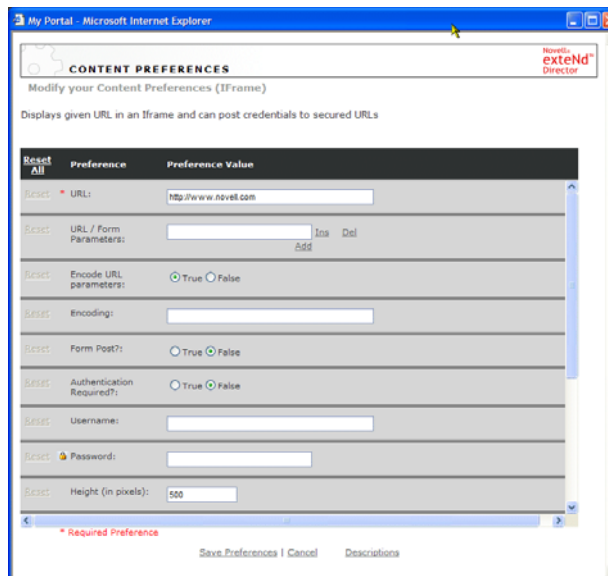 My Portal - Microsoft Internet Explorer
Novell®
exteNd™
Director
CONTENT PREFERENCES
Modify your Content Preferences (IFrame)
Displays given URL in an Iframe and can post credentials to secured URLs
Reset All Preference Preference Value
Reset * URL: http://www.novell.com
Reset URL / Form Parameters: Ins Del
Add
Reset Encode URL parameters: True False
Reset Encoding:
Reset Form Post?: True False
Reset Authentication Required?: True False
Reset Username:
Reset Password:
Reset Height (in pixels): 500
* Required Preference
Save Preferences | Cancel Descriptions